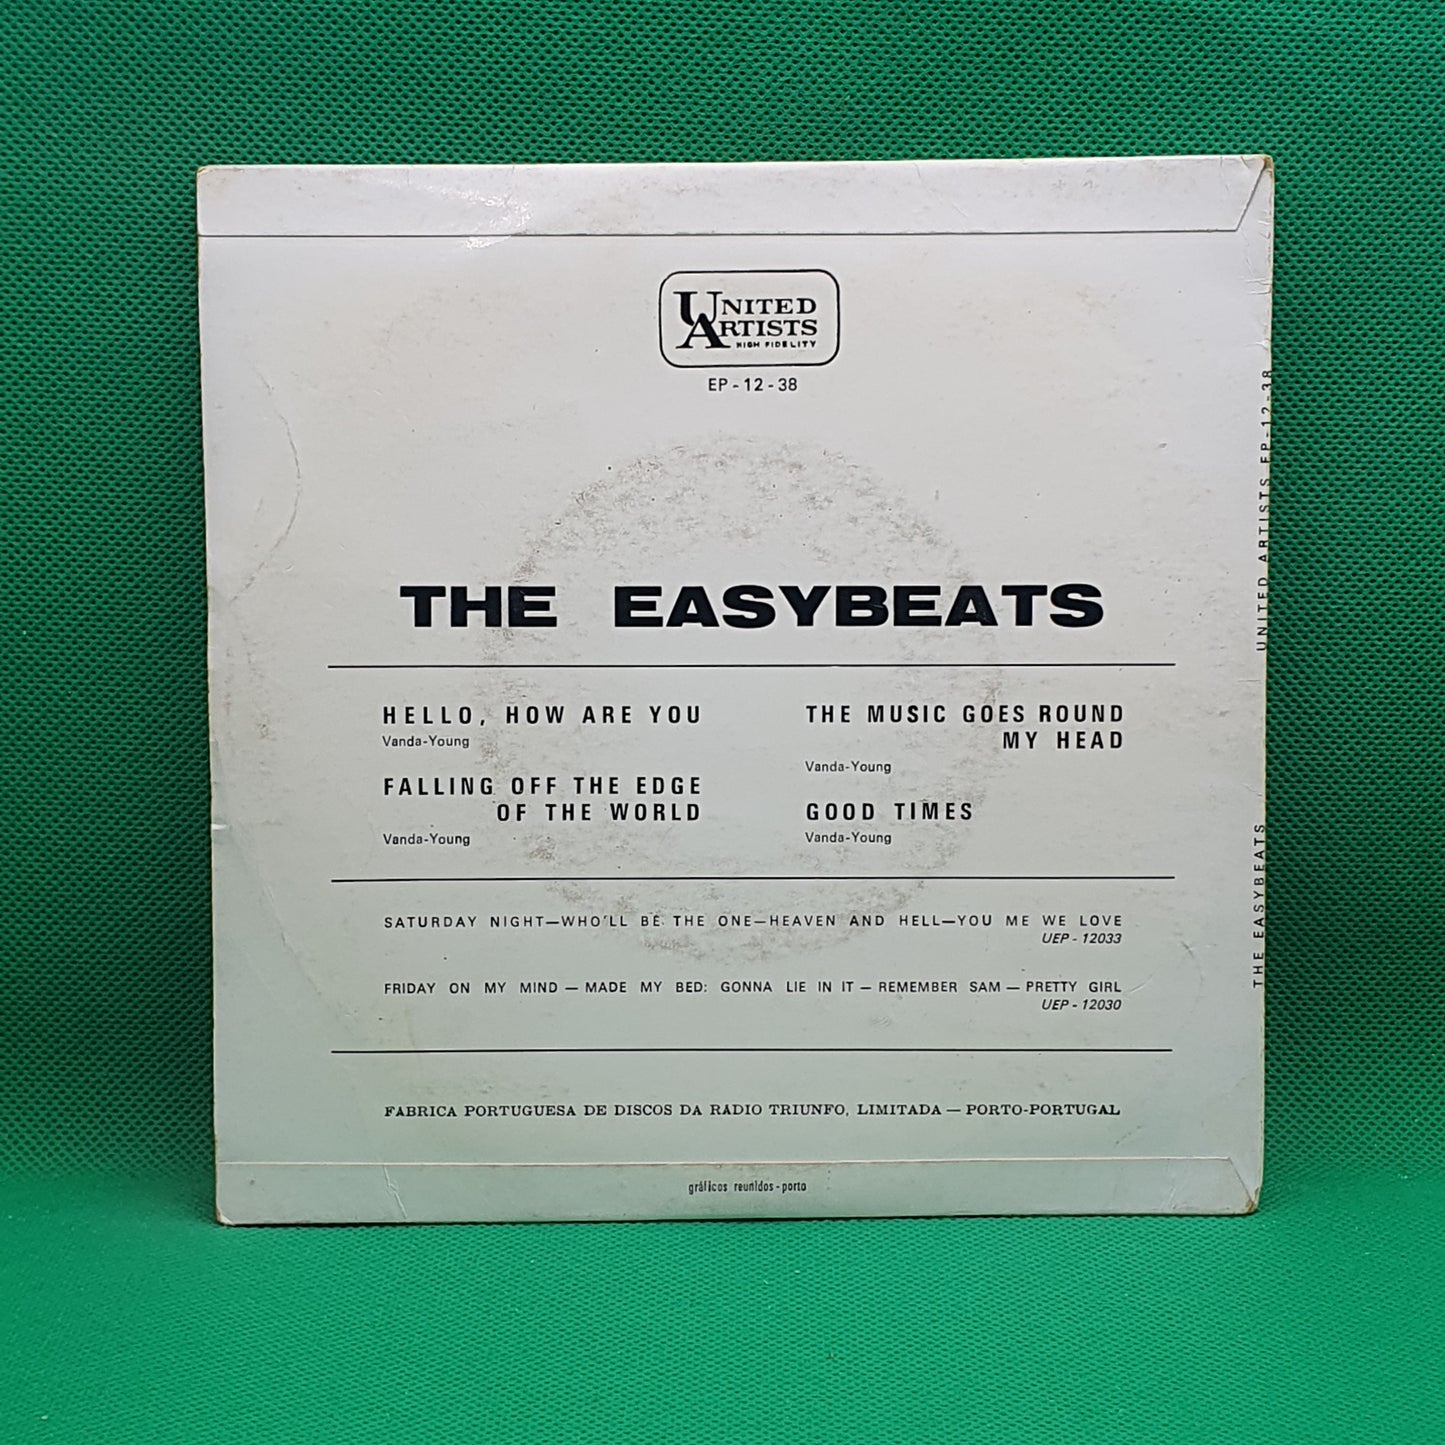 UNITED
ARTISTS
HIGH FIDELITY
EP - 12 - 38
THE EASYBEATS
HELLO, HOW ARE YOU
Vanda-Young
FALLING OFF THE EDGE
OF THE WORLD
Vanda-Young
THE MUSIC GOES ROUND
MY HEAD
Vanda-Young
GOOD TIMES
Vanda-Young
SATURDAY NIGHT—WHO'LL BE THE ONE—HEAVEN AND HELL—YOU ME WE LOVE
UEP - 12033
FRIDAY ON MY MIND — MADE MY BED: GONNA LIE IN IT — REMEMBER SAM — PRETTY GIRL
UEP - 12030
FABRICA PORTUGUESA DE DISCOS DA RADIO TRIUNFO, LIMITADA — PORTO-PORTUGAL
gráficos reunidos - porto
THE EASYBEATS UNITED ARTISTS EP-12-38